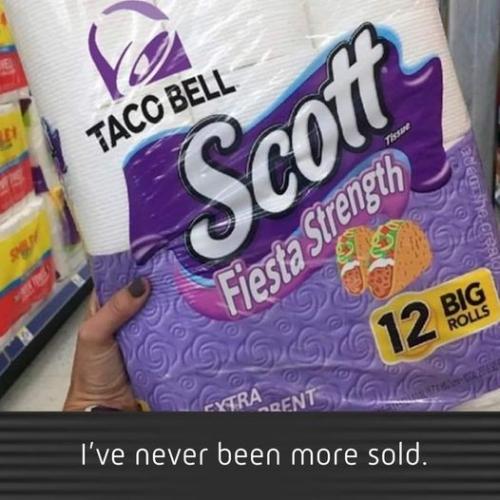 TACO BELL
Scott
Tissue
Fiesta Strength
12 BIG
ROLLS
EXTRA
I've never been more sold.